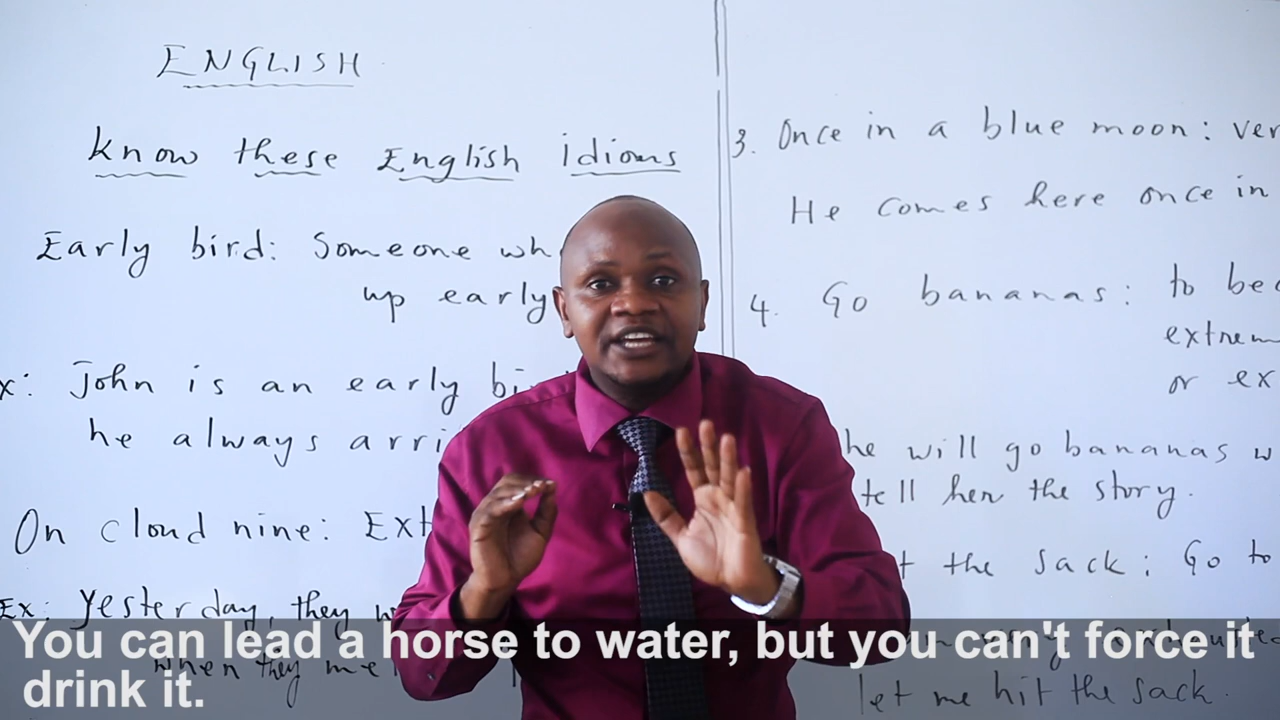 ENGLISH
Know these English idioms
Early bird: Someone wh
up early
x: John is an early bi
he always arri
On cloud nine: Ext
Ex: Yesterday, they w
when they me
3. Once in a blue moon: ver
He comes here once in
4. Go bananas: to bec
extrem
or ex
he will go bananas w
tell her the story.
t the sack; Go to
let me hit the sack.
You can lead a horse to water, but you can't force it
drink it.